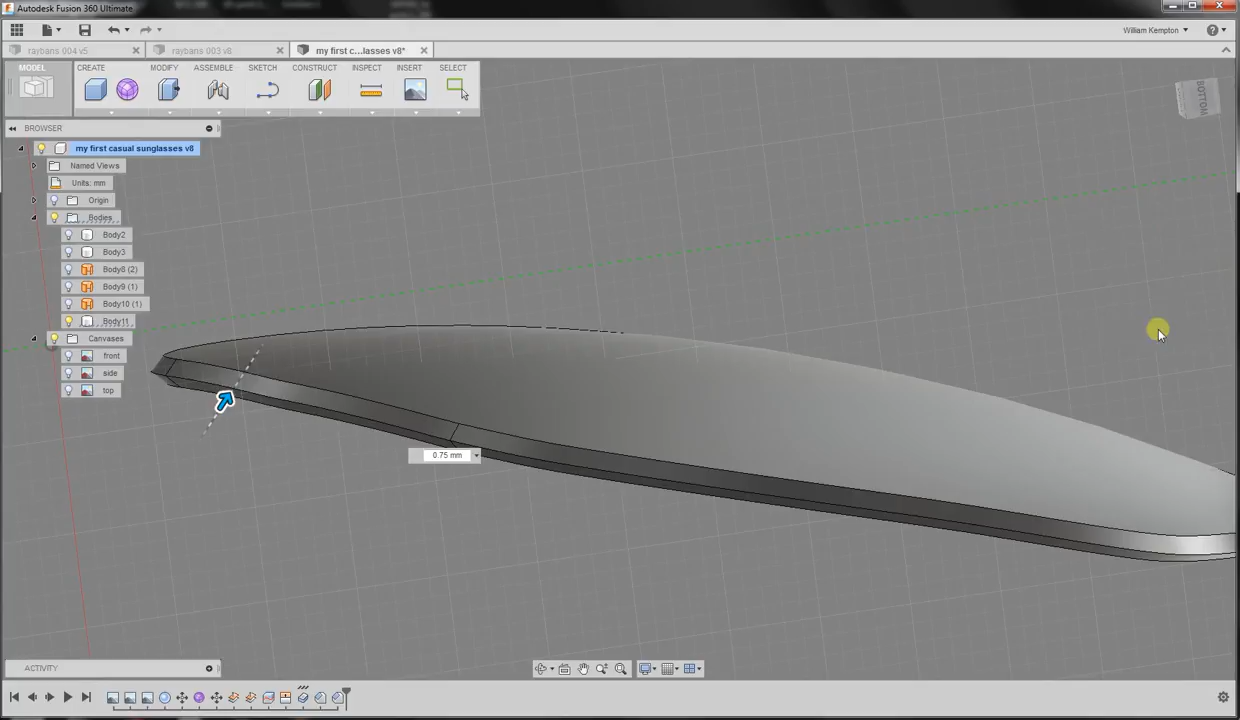 Autodesk Fusion 360 Ultimate
William Kempton
raybans 004 v5
raybans 003 v8
my first c...lasses v8*
MODEL
CREATE
MODIFY
ASSEMBLE
SKETCH
CONSTRUCT
INSPECT
INSERT
SELECT
BOTTOM
BROWSER
my first casual sunglasses v8
Named Views
Units: mm
Origin
Bodies
Body2
Body3
Body8 (2)
Body9 (1)
Body10 (1)
Body11
Canvases
front
side
top
0.75 mm
ACTIVITY